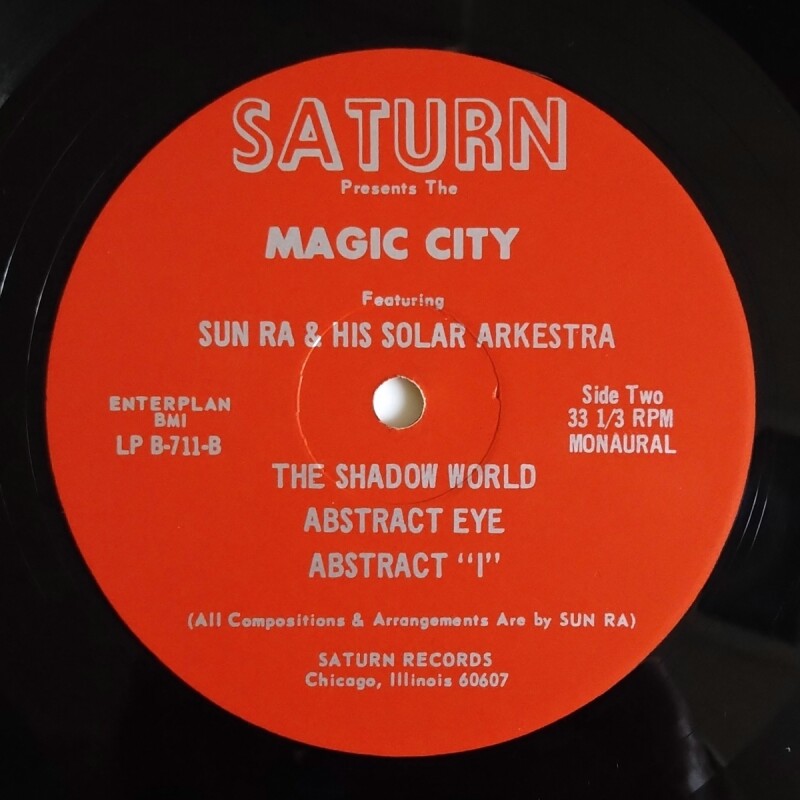 SATURN
Presents The
MAGIC CITY
Featuring
SUN RA & HIS SOLAR ARKESTRA
ENTERPLAN
BMI
LP B-711-B
Side Two
33 1/3 RPM
MONAURAL
THE SHADOW WORLD
ABSTRACT EYE
ABSTRACT “I”
(All Compositions & Arrangements Are by SUN RA)
SATURN RECORDS
Chicago, Illinois 60607